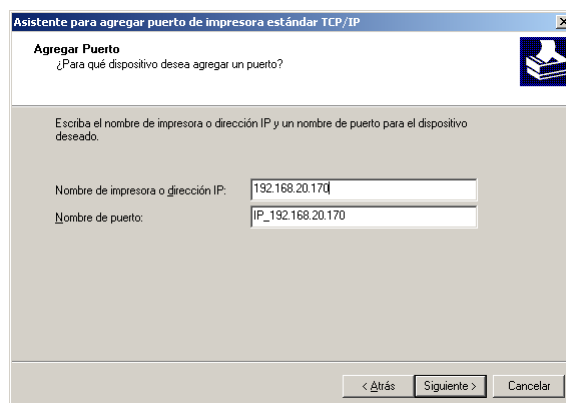 Asistente para agregar puerto de impresora estándar TCP/IP
Agregar Puerto
¿Para qué dispositivo desea agregar un puerto?
Escriba el nombre de impresora o dirección IP y un nombre de puerto para el dispositivo
deseado.
Nombre de impresora o dirección IP: 192.168.20.170
Nombre de puerto: IP_192.168.20.170
< Atrás Siguiente > Cancelar